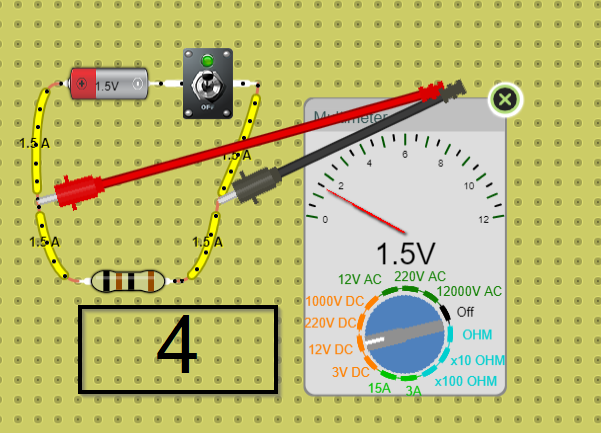 1.5V
OFF
Multimeter
1.5 A
1.5 A
1.5 A
1.5 A
0
2
4
6
8
10
12
1.5V
12V AC
220V AC
12000V AC
1000V DC
Off
220V DC
OHM
12V DC
x10 OHM
3V DC
x100 OHM
15A
3A
4